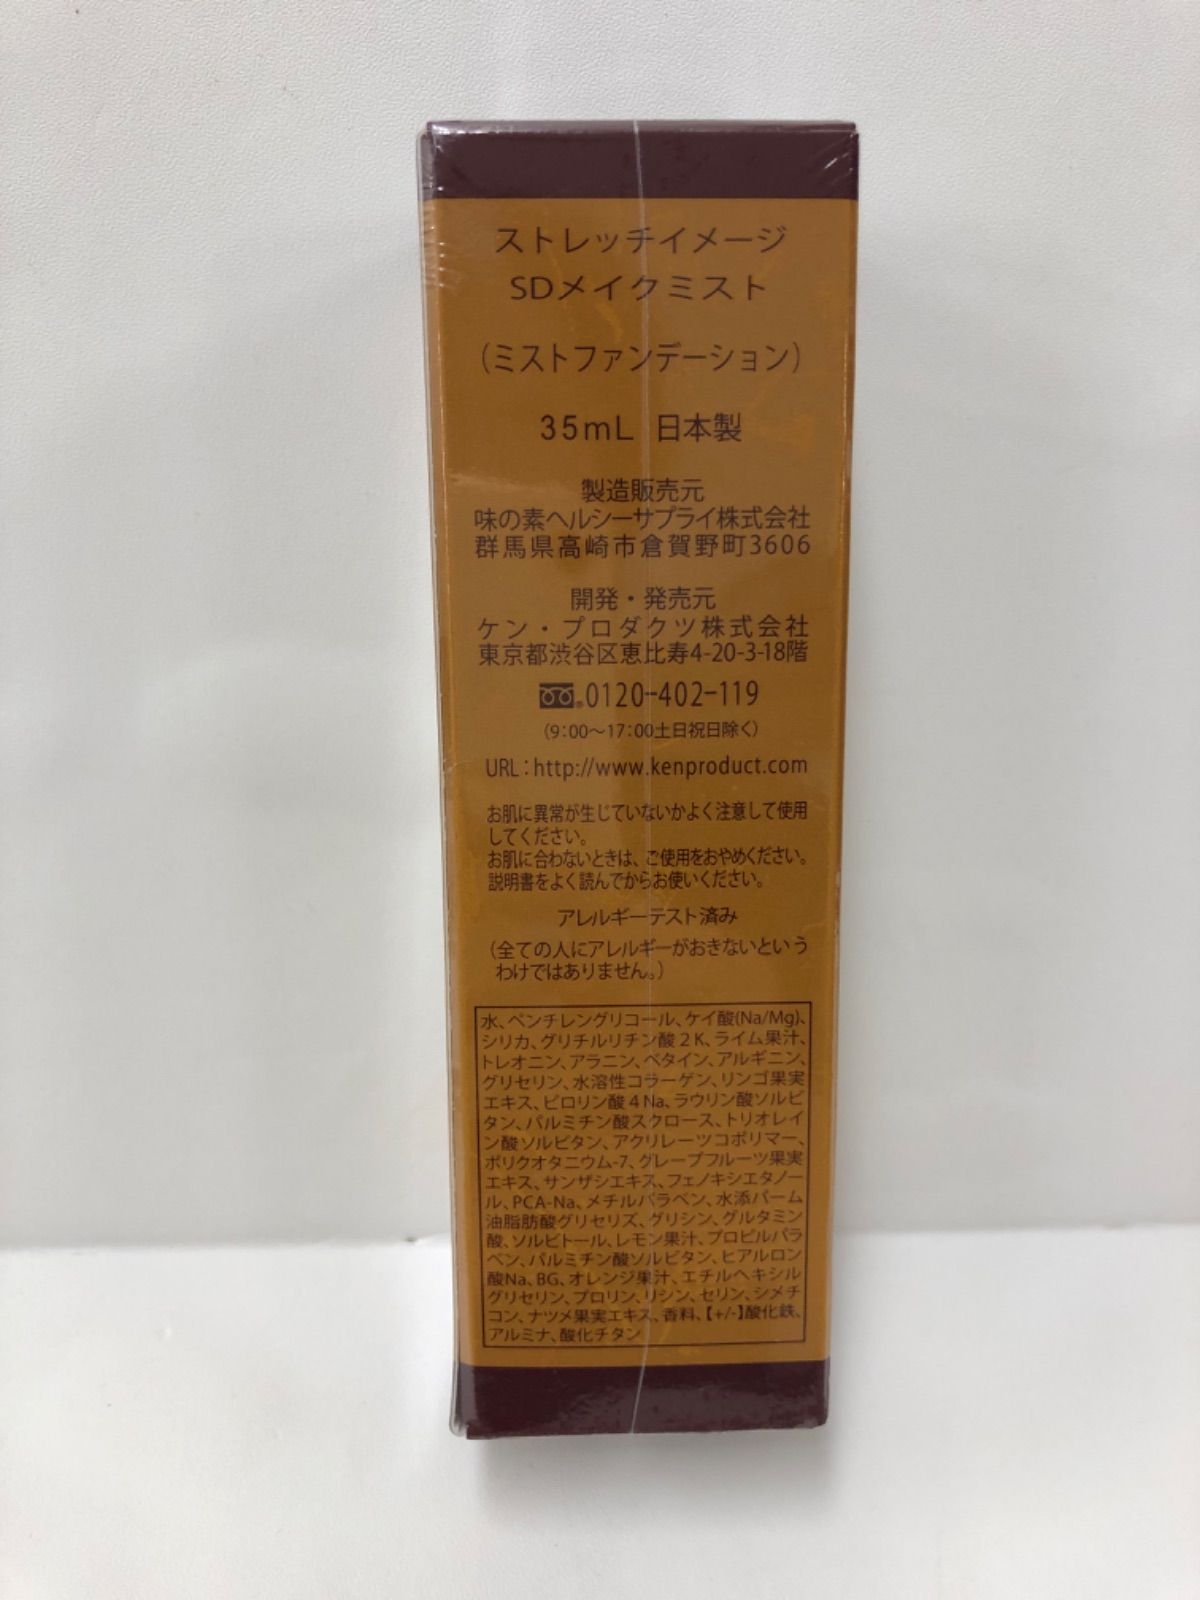 ストレッチイメージ
SDメイクミスト
（ミストファンデーション）
35mL 日本製
製造販売元
味の素ヘルシーサプライ株式会社
群馬県高崎市倉賀野町3606
開発・発売元
ケン・プロダクツ株式会社
東京都渋谷区恵比寿4-20-3-18階
0120-402-119
（9:00〜17:00土日祝日除く）
URL：http://www.kenproduct.com
お肌に異常が生じていないかよく注意して使用
してください。
お肌に合わないときは、ご使用をおやめください。
説明書をよく読んでからお使いください。
アレルギーテスト済み
（全ての人にアレルギーがおきないという
わけではありません。）
水、ペンチレングリコール、ケイ酸(Na/Mg)、
シリカ、グリチルリチン酸2K、ライム果汁、
トレオニン、アラニン、ベタイン、アルギニン、
グリセリン、水溶性コラーゲン、リンゴ果実
エキス、ピロリン酸4Na、ラウリン酸ソルビ
タン、パルミチン酸スクロース、トリオレイ
ン酸ソルビタン、アクリレーツコポリマー、
ポリクオタニウム-7、グレープフルーツ果実
エキス、サンザシエキス、フェノキシエタノー
ル、PCA-Na、メチルパラベン、水添パーム
油脂肪酸グリセリズ、グリシン、グルタミン
酸、ソルビトール、レモン果汁、プロピルパラ
ベン、パルミチン酸ソルビタン、ヒアルロン
酸Na、BG、オレンジ果汁、エチルヘキシル
グリセリン、プロリン、リシン、セリン、シメチ
コン、ナツメ果実エキス、香料、【+/-】酸化鉄、
アルミナ、酸化チタン